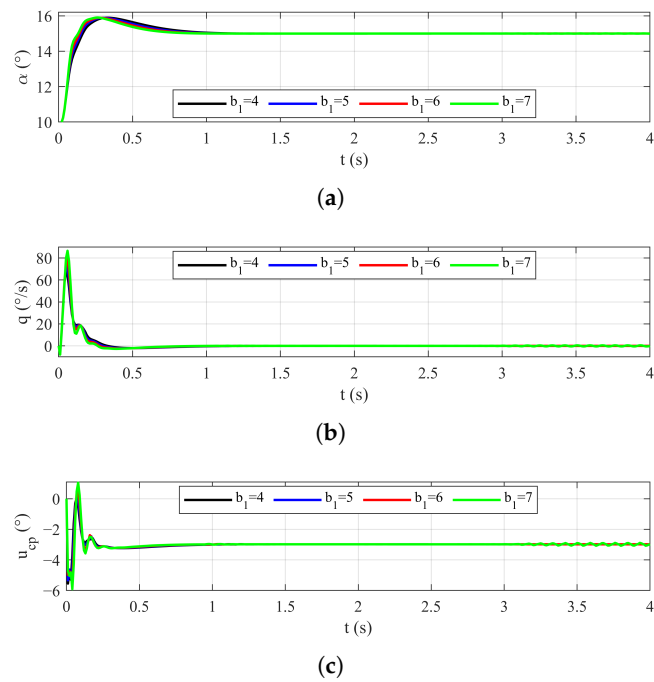 16
14
12
10
α (°)
b₁=4 b₁=5 b₁=6 b₁=7
0 0.5 1 1.5 2 2.5 3 3.5 4
t (s)
(a)
80
60
40
20
0
q (°/s)
b₁=4 b₁=5 b₁=6 b₁=7
0 0.5 1 1.5 2 2.5 3 3.5 4
t (s)
(b)
0
−2
−4
−6
u_cp (°)
b₁=4 b₁=5 b₁=6 b₁=7
0 0.5 1 1.5 2 2.5 3 3.5 4
t (s)
(c)